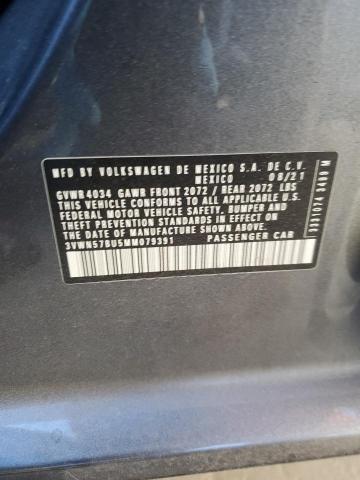 MFD BY VOLKSWAGEN DE MEXICO S.A. DE C.V.
MEXICO 08/21
GVWR4034 GAWR FRONT 2072 / REAR 2072 LBS
THIS VEHICLE CONFORMS TO ALL APPLICABLE U.S.
FEDERAL MOTOR VEHICLE SAFETY, BUMPER, AND
THEFT PREVENTION STANDARDS IN EFFECT ON
THE DATE OF MANUFACTURE SHOWN ABOVE.
3VWN57BU5MM079391 PASSENGER CAR